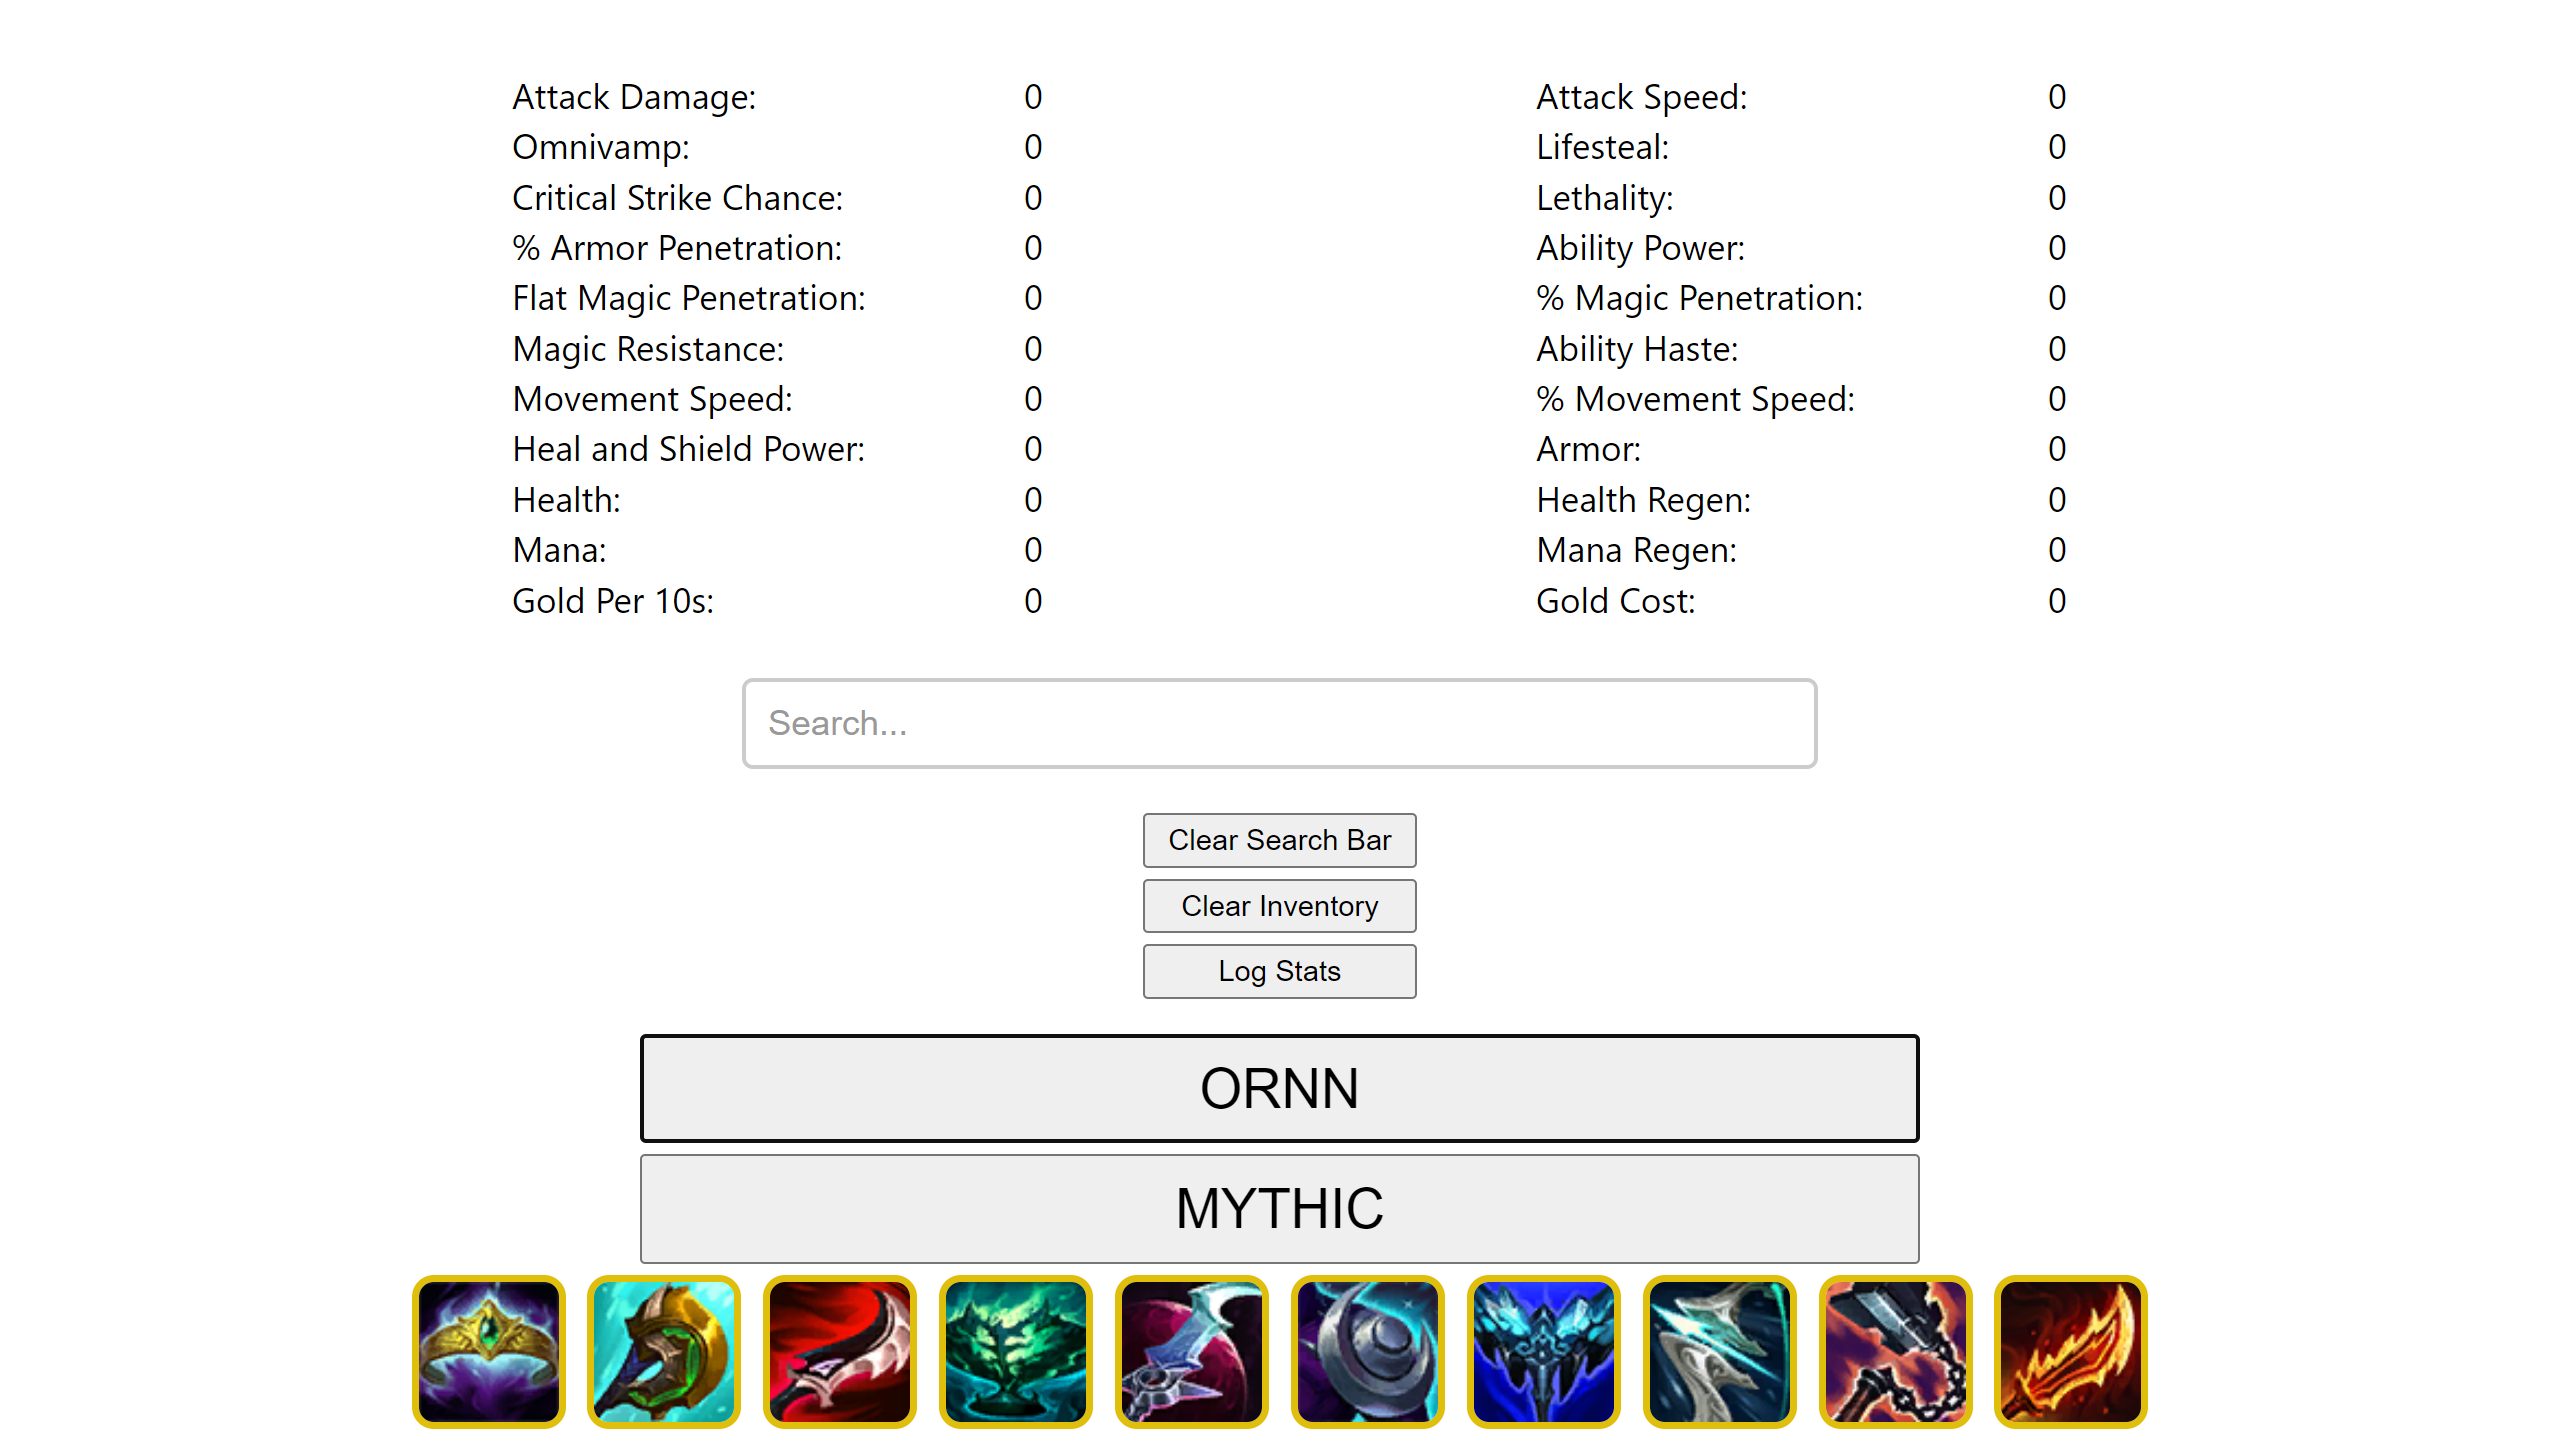 Attack Damage: 0 Attack Speed: 0
Omnivamp: 0 Lifesteal: 0
Critical Strike Chance: 0 Lethality: 0
% Armor Penetration: 0 Ability Power: 0
Flat Magic Penetration: 0 % Magic Penetration: 0
Magic Resistance: 0 Ability Haste: 0
Movement Speed: 0 % Movement Speed: 0
Heal and Shield Power: 0 Armor: 0
Health: 0 Health Regen: 0
Mana: 0 Mana Regen: 0
Gold Per 10s: 0 Gold Cost: 0
Search...
Clear Search Bar
Clear Inventory
Log Stats
ORNN
MYTHIC